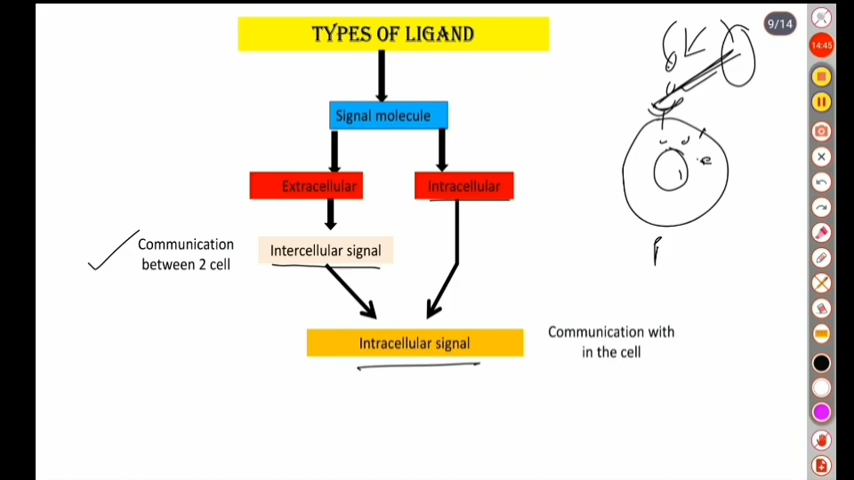 9/14
TYPES OF LIGAND
14:45
Signal molecule
Extracellular
Intracellular
Communication
between 2 cell
Intercellular signal
Intracellular signal
Communication with
in the cell